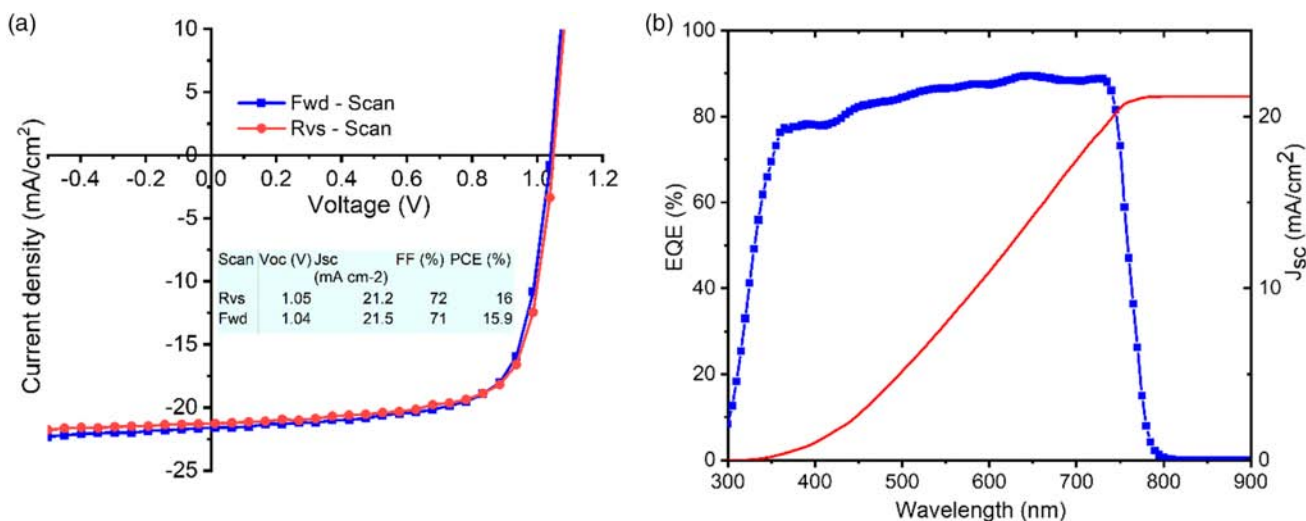 (a)
10
5
0
-5
-10
-15
-20
-25
Current density (mA/cm²)
-0.4 -0.2 0.0 0.2 0.4 0.6 0.8 1.0 1.2
Voltage (V)
Fwd - Scan
Rvs - Scan
Scan Voc (V) Jsc FF (%) PCE (%)
(mA cm-2)
Rvs 1.05 21.2 72 16
Fwd 1.04 21.5 71 15.9
(b)
100
80
60
40
20
0
EQE (%)
300 400 500 600 700 800 900
Wavelength (nm)
20
10
0
Jsc (mA/cm²)